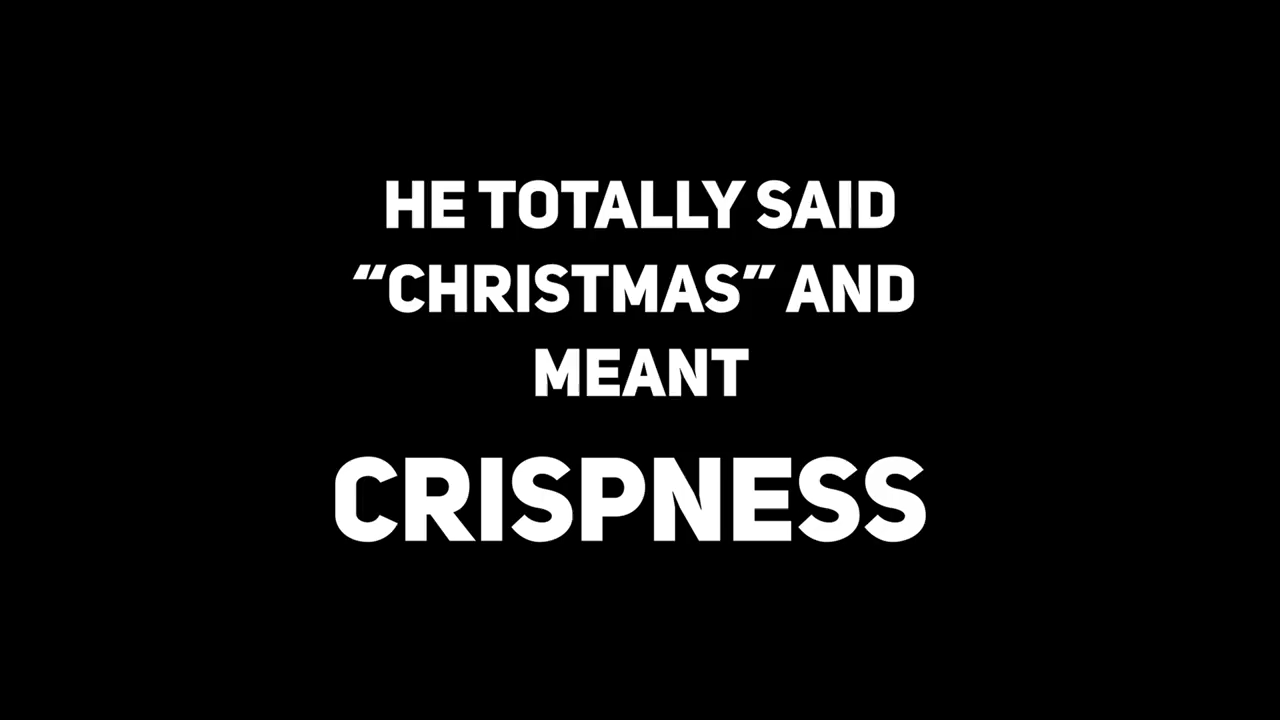 HE TOTALLY SAID
“CHRISTMAS” AND
MEANT
CRISPNESS